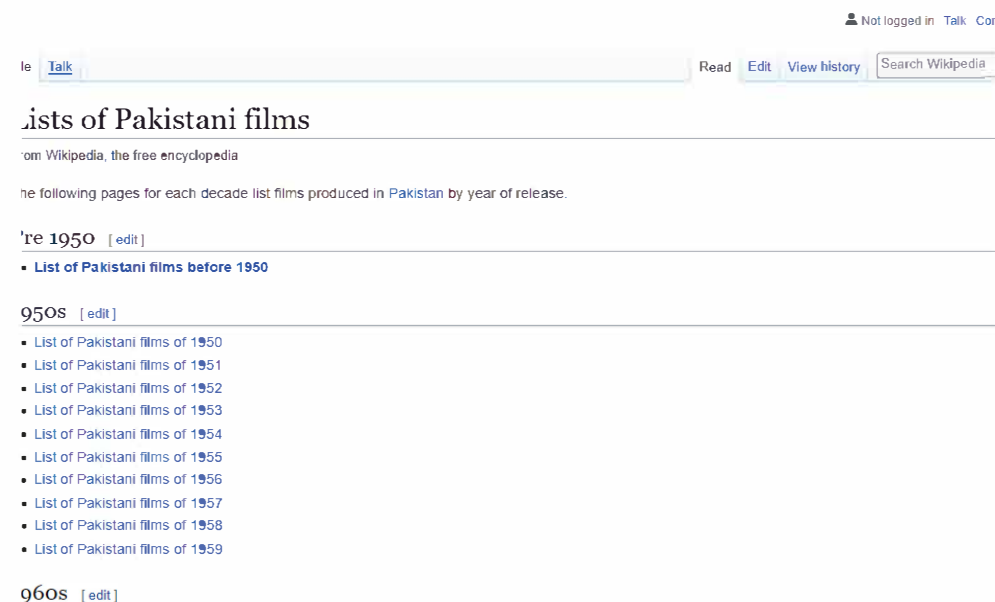 Not logged in Talk Con
le Talk Read Edit View history Search Wikipedia
Lists of Pakistani films
rom Wikipedia, the free encyclopedia
he following pages for each decade list films produced in Pakistan by year of release.
're 1950 [ edit ]
▪ List of Pakistani films before 1950
950s [ edit ]
▪ List of Pakistani films of 1950
▪ List of Pakistani films of 1951
▪ List of Pakistani films of 1952
▪ List of Pakistani films of 1953
▪ List of Pakistani films of 1954
▪ List of Pakistani films of 1955
▪ List of Pakistani films of 1956
▪ List of Pakistani films of 1957
▪ List of Pakistani films of 1958
▪ List of Pakistani films of 1959
960s [ edit ]